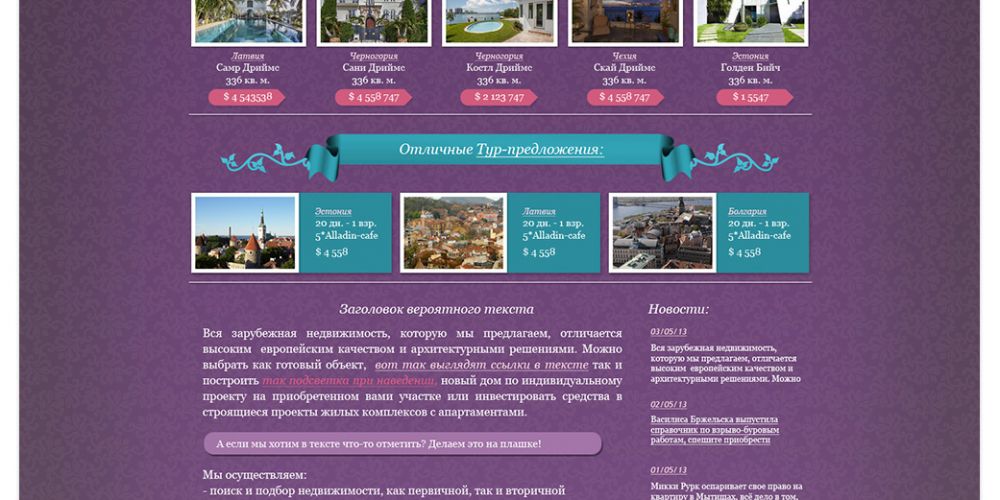 Латвия
Самр Дриймс
336 кв. м.
$ 4 543538
Черногория
Сани Дриймс
336 кв. м.
$ 4 558 747
Черногория
Костл Дриймс
336 кв. м.
$ 2 123 747
Чехия
Скай Дриймс
336 кв. м.
$ 4 558 747
Эстония
Голден Бийч
336 кв. м.
$ 1 5547
Отличные Тур-предложения:
Эстония
20 дн. - 1 взр.
5*Alladin-cafe
$ 4 558
Латвия
20 дн. - 1 взр.
5*Alladin-cafe
$ 4 558
Болгария
20 дн. - 1 взр.
5*Alladin-cafe
$ 4 558
Заголовок вероятного текста
Вся зарубежная недвижимость, которую мы предлагаем, отличается
высоким европейским качеством и архитектурными решениями. Можно
выбрать как готовый объект, вот так выглядят ссылки в тексте так и
построить так подсветка при наведении, новый дом по индивидуальному
проекту на приобретенном вами участке или инвестировать средства в
строящиеся проекты жилых комплексов с апартаментами.
А если мы хотим в тексте что-то отметить? Делаем это на плашке!
Мы осуществляем:
- поиск и подбор недвижимости, как первичной, так и вторичной
Новости:
03/05/13
Вся зарубежная недвижимость,
которую мы предлагаем, отличается
высоким европейским качеством и
архитектурными решениями. Можно
02/05/13
Василиса Бржельска выпустила
справочник по взрыво-буровым
работам, спешите приобрести
01/05/13
Микки Рурк оспаривает свое право на
квартиру в Мытищах, всё дело в том,